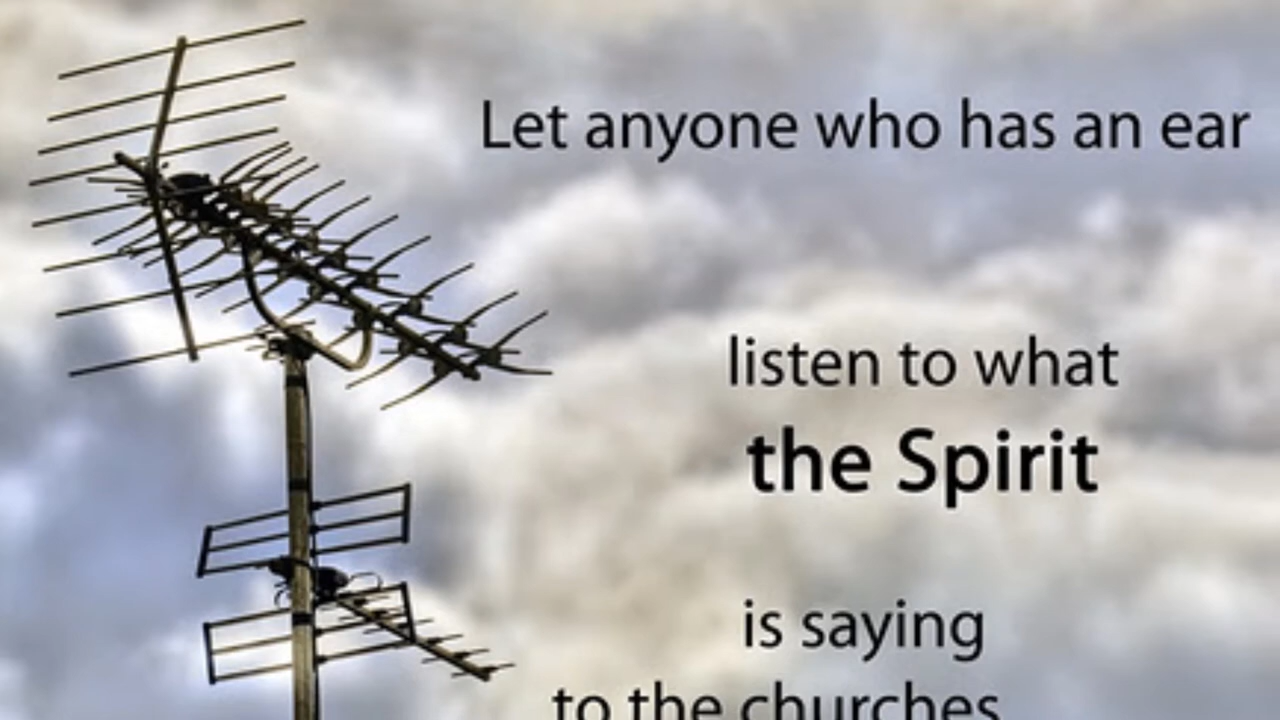 Let anyone who has an ear
listen to what
the Spirit
is saying
to the churches